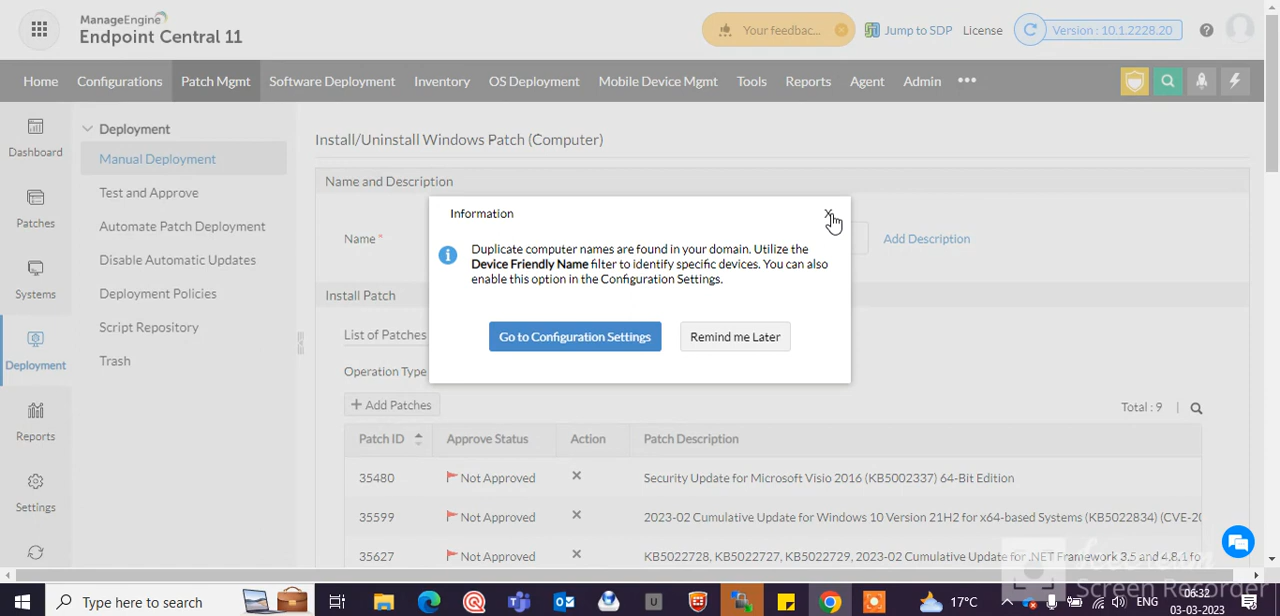 ManageEngine
Endpoint Central 11
Your feedbac...
Jump to SDP
License
Version : 10.1.2228.20
Home
Configurations
Patch Mgmt
Software Deployment
Inventory
OS Deployment
Mobile Device Mgmt
Tools
Reports
Agent
Admin
Dashboard
Patches
Systems
Deployment
Reports
Settings
Deployment
Manual Deployment
Test and Approve
Automate Patch Deployment
Disable Automatic Updates
Deployment Policies
Script Repository
Trash
Install/Uninstall Windows Patch (Computer)
Name and Description
Name*
Add Description
Install Patch
List of Patches
Operation Type
Information
Duplicate computer names are found in your domain. Utilize the
Device Friendly Name filter to identify specific devices. You can also
enable this option in the Configuration Settings.
Go to Configuration Settings
Remind me Later
+ Add Patches
Total : 9
Patch ID
Approve Status
Action
Patch Description
35480
Not Approved
Security Update for Microsoft Visio 2016 (KB5002337) 64-Bit Edition
35599
Not Approved
2023-02 Cumulative Update for Windows 10 Version 21H2 for x64-based Systems (KB5022834) (CVE-20
35627
Not Approved
KB5022728, KB5022727, KB5022729, 2023-02 Cumulative Update for .NET Framework 3.5 and 4.8.1 fo
Screen Recorder
Type here to search
17°C
ENG
06:32
03-03-2023